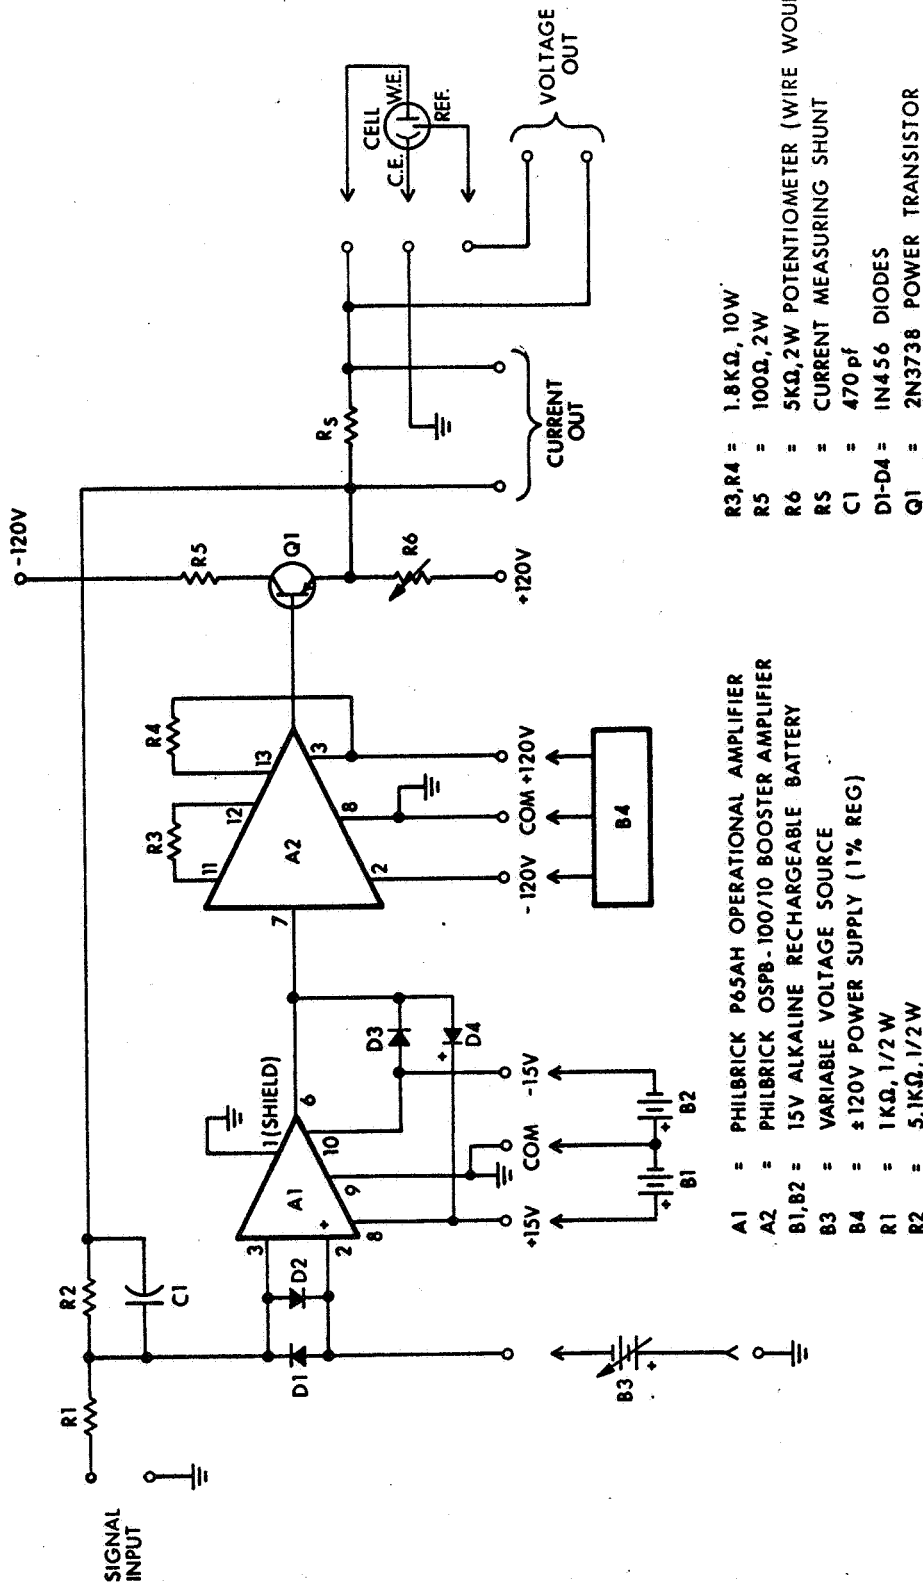 SIGNAL
INPUT
R1
R2
C1
D1
D2
B3
+
3
2
+
A1
1 (SHIELD)
6
10
9
8
D3
D4
+
+15V
COM
-15V
+
B1
+
B2
7
A2
11
12
13
3
8
2
R3
R4
-120V
COM
+120V
B4
-120V
R5
Q1
R6
+120V
RS
CURRENT
OUT
CELL
W.E.
C.E.
REF.
VOLTAGE
OUT
A1 = PHILBRICK P65AH OPERATIONAL AMPLIFIER
A2 = PHILBRICK OSPB-100/10 BOOSTER AMPLIFIER
B1,B2 = 15V ALKALINE RECHARGEABLE BATTERY
B3 = VARIABLE VOLTAGE SOURCE
B4 = ±120V POWER SUPPLY (1% REG)
R1 = 1KΩ, 1/2W
R2 = 5.1KΩ, 1/2W
R3,R4 = 1.8KΩ, 10W
R5 = 100Ω, 2W
R6 = 5KΩ, 2W POTENTIOMETER (WIRE
RS = CURRENT MEASURING SHUNT
C1 = 470 pf
D1-D4 = 1N456 DIODES
Q1 = 2N3738 POWER TRANSISTOR